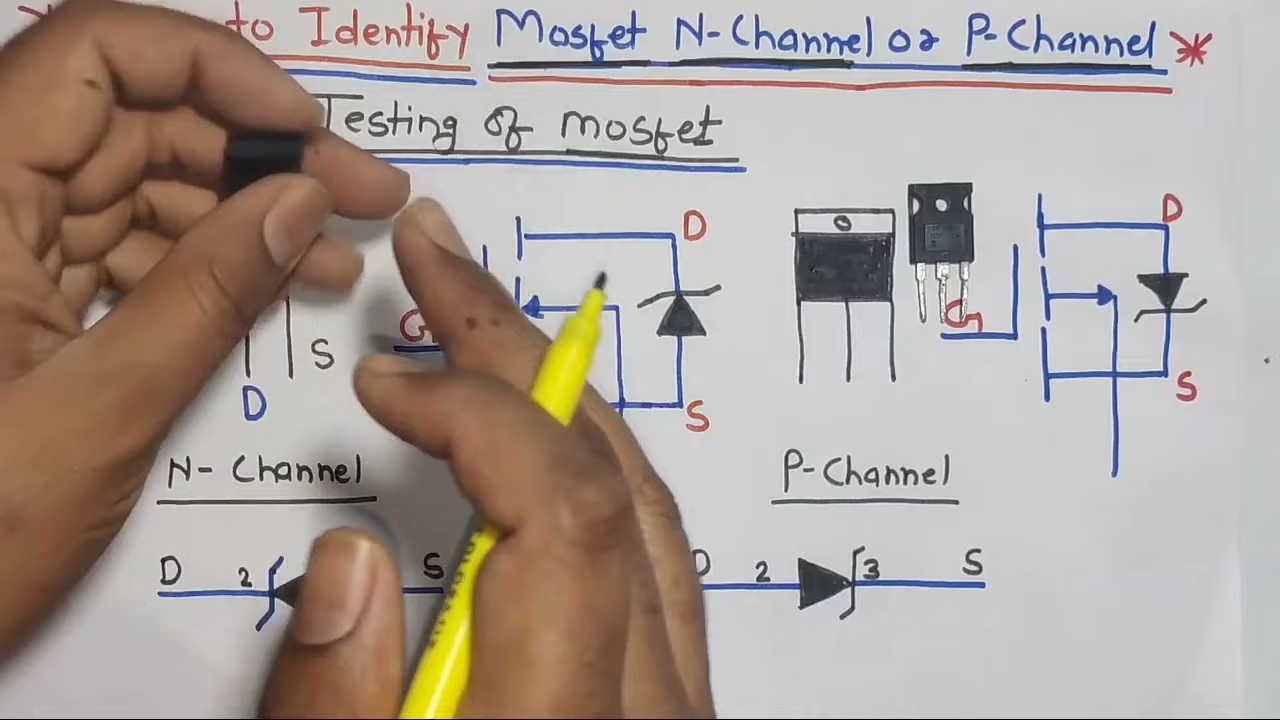 to Identify Mosfet N-Channel or P-Channel
Testing of mosfet
D
D
G
G
S
D
S
S
N- Channel
P-Channel
D 2 S
D 2 3 S